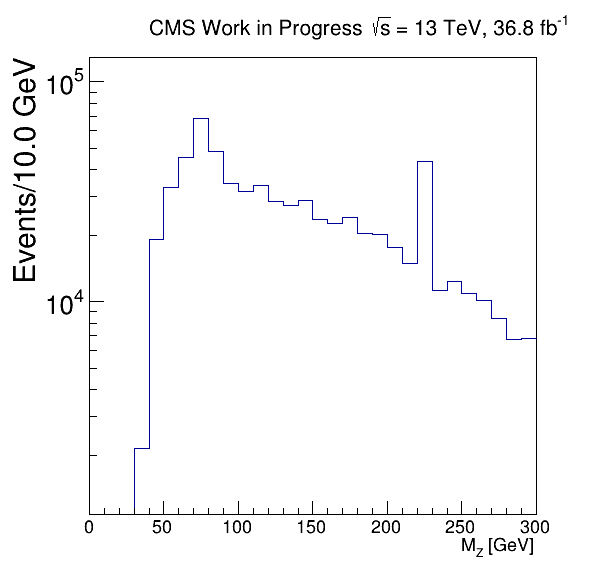 CMS Work in Progress √s = 13 TeV, 36.8 fb⁻¹
Events/10.0 GeV
10⁵
10⁴
0 50 100 150 200 250 300
M_Z [GeV]